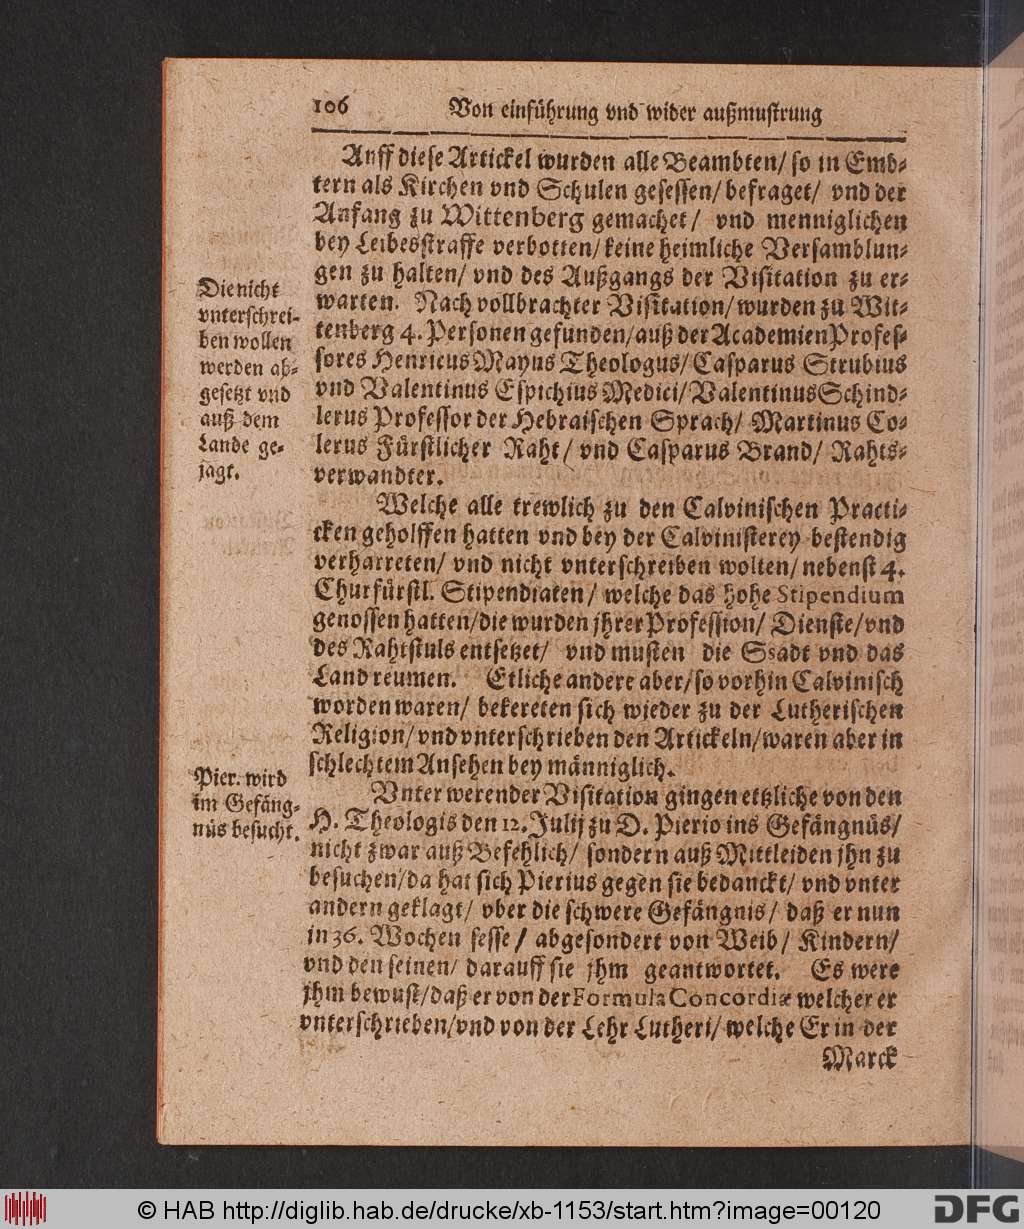 106 Von einführung vnd wider außmustrung
Auff diese Artickel wurden alle Beambten/ so in Emb⸗
tern als Kirchen vnd Schulen gesessen/ befraget/ vnd der
Anfang zu Wittenberg gemachet/ vnd menniglichen
bey Leibesstraffe verbotten/ keine heimliche Versamblun⸗
gen zu halten/ vnd des Außgangs der Visitation zu er⸗
warten. Nach vollbrachter Visitation/ wurden zu Wit⸗
tenberg 4. Personen gefunden/ auß der Academien Profes⸗
sores Henricus Mayus Theologus/ Casparus Strubius
vnd Valentinus Espichius Medici/ Valentinus Schind⸗
lerus Professor der Hebraischen Sprach/ Martinus Co⸗
lerus Fürstlicher Raht/ vnd Casparus Brand/ Rahts⸗
verwandter.
Die nicht
vnterschrei⸗
ben wollen
werden ab⸗
gesetzt vnd
auß dem
Lande ge⸗
jagt.
Welche alle trewlich zu den Calvinischen Practi⸗
cken geholffen hatten vnd bey der Calvinisterey bestendig
verharreten/ vnd nicht vnterschreiben wolten/ nebenst 4.
Churfürstl. Stipendiaten/ welche das hohe Stipendium
genossen hatten/ die wurden jhrer Profession/ Dienste/ vnd
des Rahtstuls entsetzet/ vnd musten die Ssadt vnd das
Land reumen. Etliche andere aber/ so vorhin Calvinisch
worden waren/ bekereten sich wieder zu der Lutherischen
Religion/ vnd vnterschrieben den Artickeln/ waren aber in
schlechtem Ansehen bey männiglich.
Pier. wird
im Gefäng⸗
nüs besucht.
Vnter werender Visitation gingen etzliche von den
H. Theologis den 12. Julij zu D. Pierio ins Gefängnüs/
nicht zwar auß Befehlich/ sondern auß Mittleiden jhn zu
besuchen/ da hat sich Pierius gegen sie bedanckt/ vnd vnter
andern geklagt/ vber die schwere Gefängnis/ daß er nun
in 36. Wochen fesse/ abgesondert von Weib/ Kindern/
vnd den seinen/ darauff sie jhm geantwortet. Es were
jhm bewust/ daß er von der Formula Concordiæ welcher er
vnterschrieben/ vnd von der Lehr Lutheri/ welche Er in der
Marck
© HAB http://diglib.hab.de/drucke/xb-1153/start.htm?image=00120
DFG